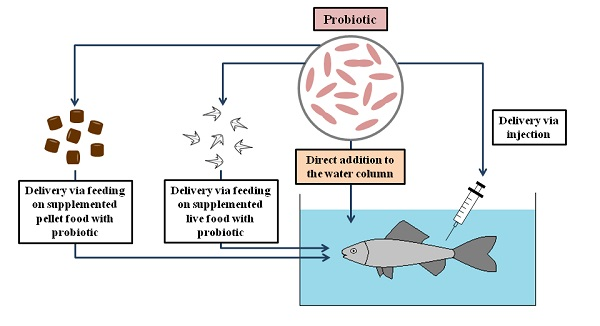 Probiotic
Delivery via
injection
Direct addition to
the water column
Delivery via feeding
on supplemented
pellet food with
probiotic
Delivery via feeding
on supplemented
live food with
probiotic